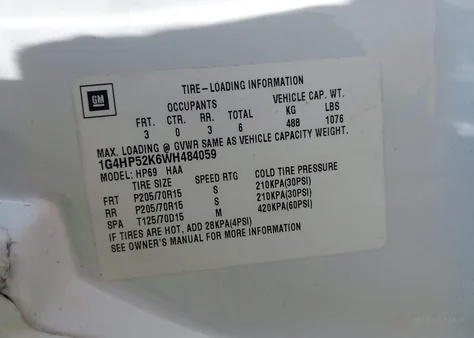 GM
TIRE-LOADING INFORMATION
OCCUPANTS VEHICLE CAP. WT.
FRT. CTR. RR. TOTAL KG LBS
3 0 3 6 488 1076
MAX. LOADING @ GVWR SAME AS VEHICLE CAPACITY WEIGHT.
1G4HP52K6WH484059
MODEL: HP69 HAA
TIRE SIZE SPEED RTG COLD TIRE PRESSURE
FRT P205/70R15 S 210KPA(30PSI)
RR P205/70R15 S 210KPA(30PSI)
SPA T125/70D15 M 420KPA(60PSI)
IF TIRES ARE HOT, ADD 28KPA(4PSI)
SEE OWNER'S MANUAL FOR MORE INFORMATION